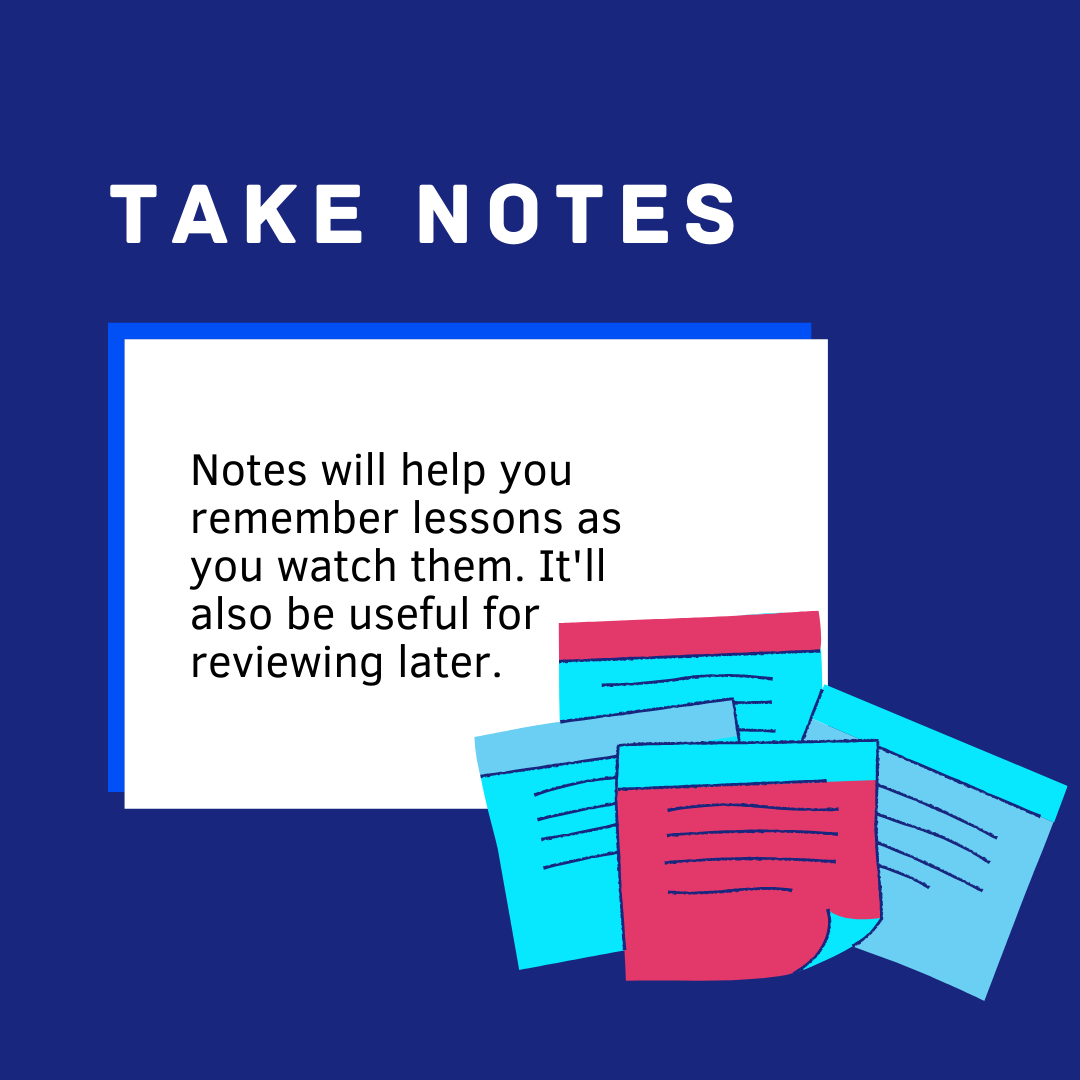 TAKE NOTES
Notes will help you
remember lessons as
you watch them. It'll
also be useful for
reviewing later.